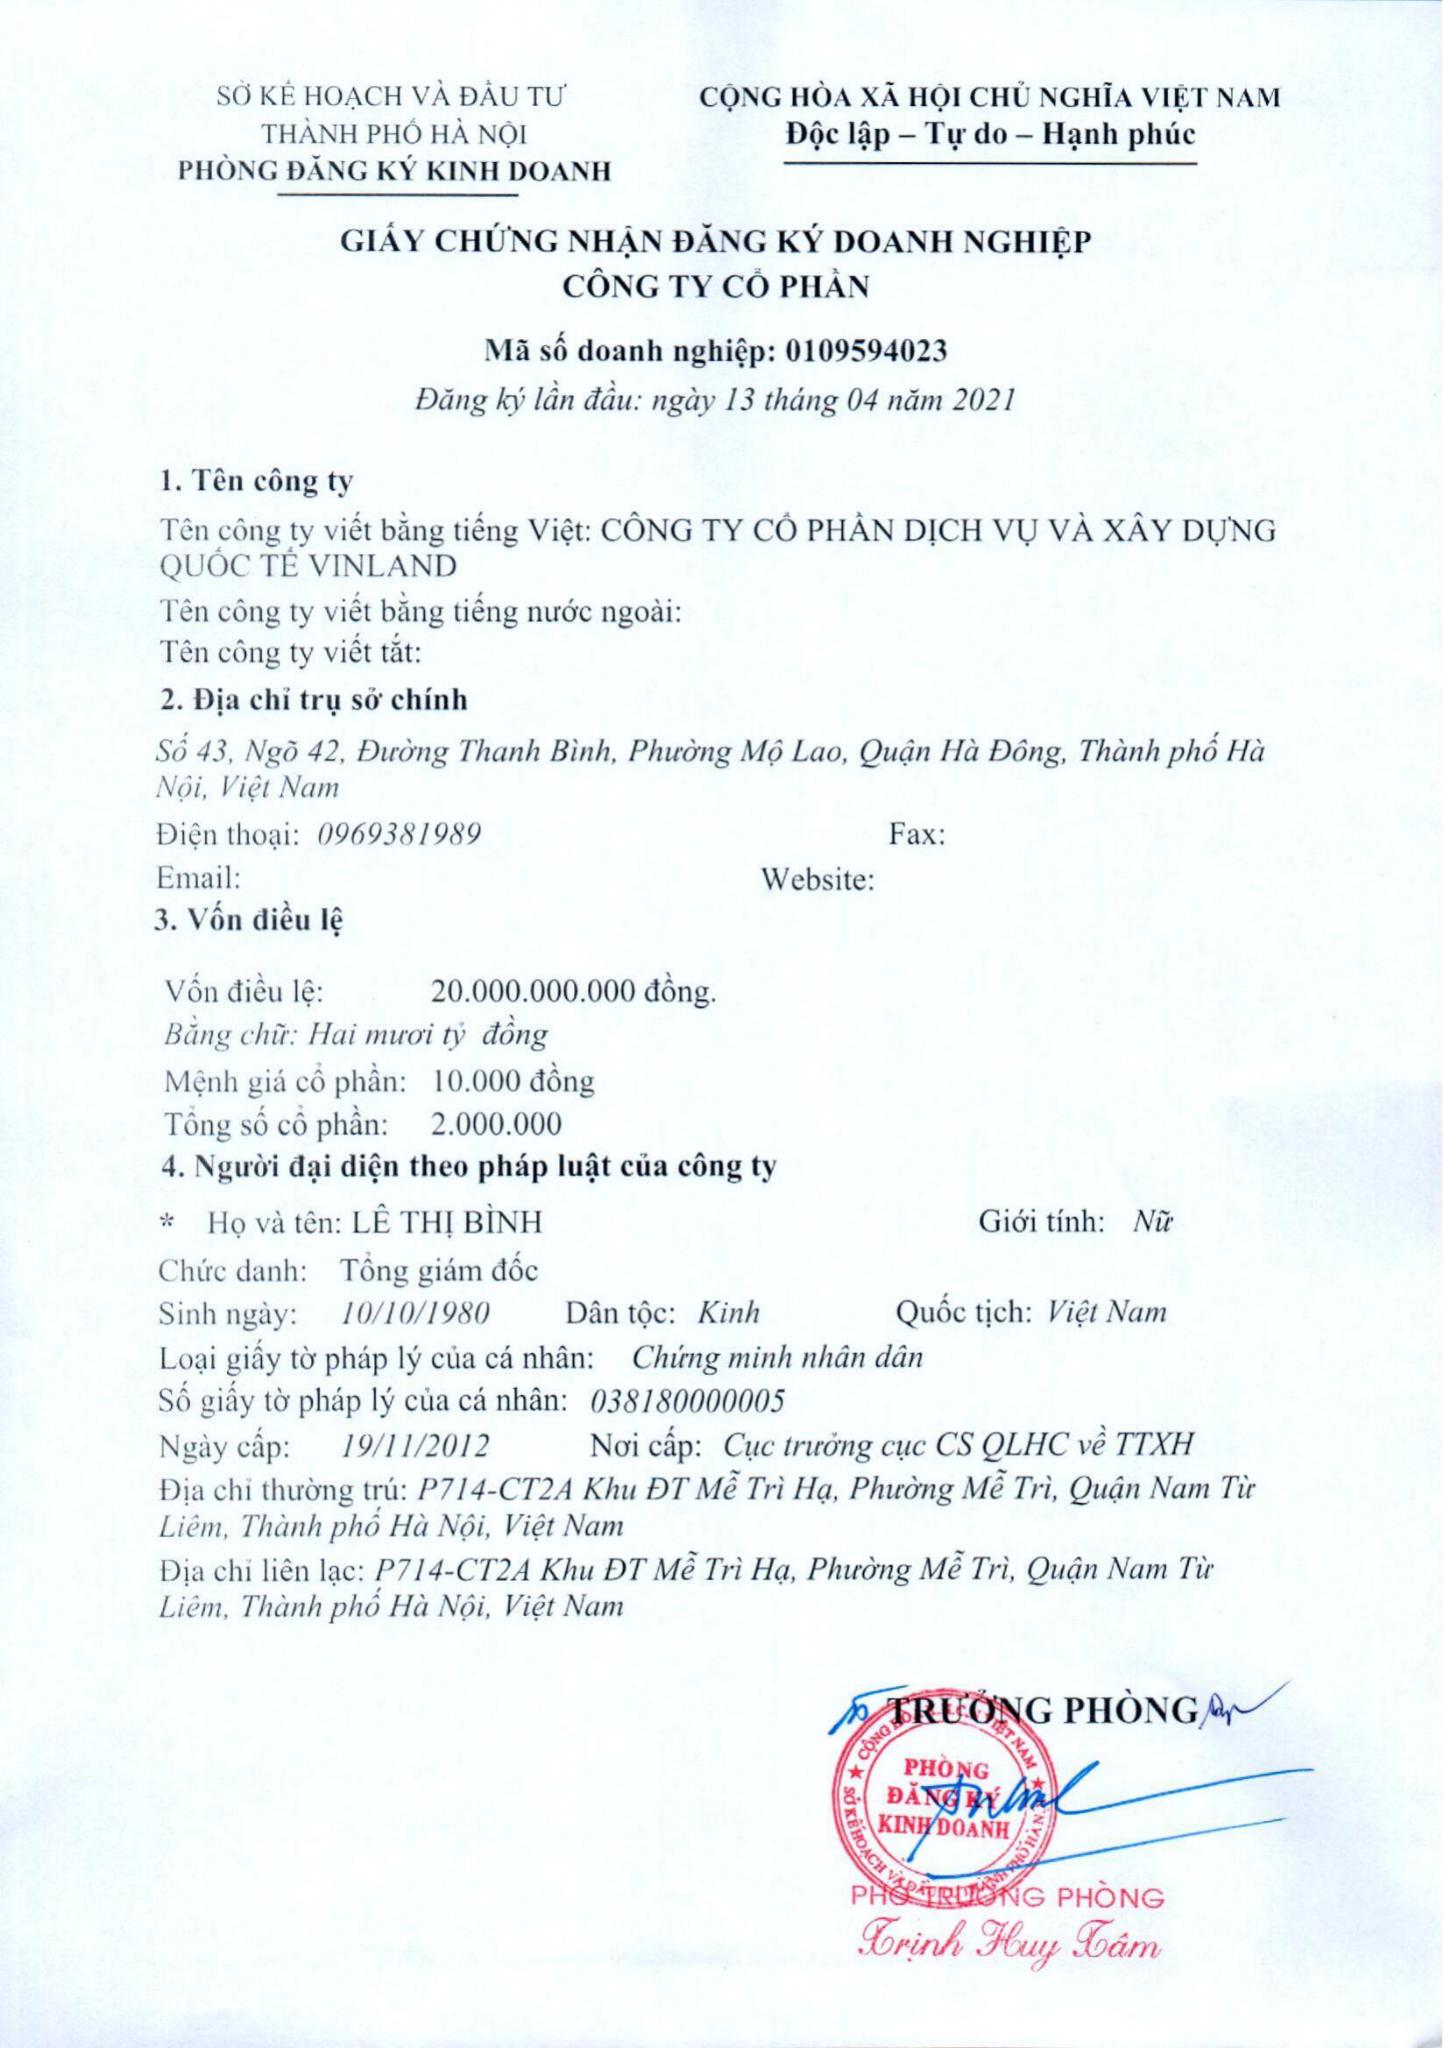 SỞ KẾ HOẠCH VÀ ĐẦU TƯ
THÀNH PHỐ HÀ NỘI
PHÒNG ĐĂNG KÝ KINH DOANH
CỘNG HÒA XÃ HỘI CHỦ NGHĨA VIỆT NAM
Độc lập – Tự do – Hạnh phúc
GIẤY CHỨNG NHẬN ĐĂNG KÝ DOANH NGHIỆP
CÔNG TY CỔ PHẦN
Mã số doanh nghiệp: 0109594023
Đăng ký lần đầu: ngày 13 tháng 04 năm 2021
1. Tên công ty
Tên công ty viết bằng tiếng Việt: CÔNG TY CỔ PHẦN DỊCH VỤ VÀ XÂY DỰNG
QUỐC TẾ VINLAND
Tên công ty viết bằng tiếng nước ngoài:
Tên công ty viết tắt:
2. Địa chỉ trụ sở chính
Số 43, Ngõ 42, Đường Thanh Bình, Phường Mộ Lao, Quận Hà Đông, Thành phố Hà
Nội, Việt Nam
Điện thoại: 0969381989 Fax:
Email: Website:
3. Vốn điều lệ
Vốn điều lệ: 20.000.000.000 đồng.
Bằng chữ: Hai mươi tỷ đồng
Mệnh giá cổ phần: 10.000 đồng
Tổng số cổ phần: 2.000.000
4. Người đại diện theo pháp luật của công ty
* Họ và tên: LÊ THỊ BÌNH Giới tính: Nữ
Chức danh: Tổng giám đốc
Sinh ngày: 10/10/1980 Dân tộc: Kinh Quốc tịch: Việt Nam
Loại giấy tờ pháp lý của cá nhân: Chứng minh nhân dân
Số giấy tờ pháp lý của cá nhân: 038180000005
Ngày cấp: 19/11/2012 Nơi cấp: Cục trưởng cục CS QLHC về TTXH
Địa chỉ thường trú: P714-CT2A Khu ĐT Mễ Trì Hạ, Phường Mễ Trì, Quận Nam Từ
Liêm, Thành phố Hà Nội, Việt Nam
Địa chỉ liên lạc: P714-CT2A Khu ĐT Mễ Trì Hạ, Phường Mễ Trì, Quận Nam Từ
Liêm, Thành phố Hà Nội, Việt Nam
TRƯỞNG PHÒNG
PHÒNG
ĐĂNG KÝ
KINH DOANH
PHÓ TRƯỞNG PHÒNG
Trịnh Huy Tâm